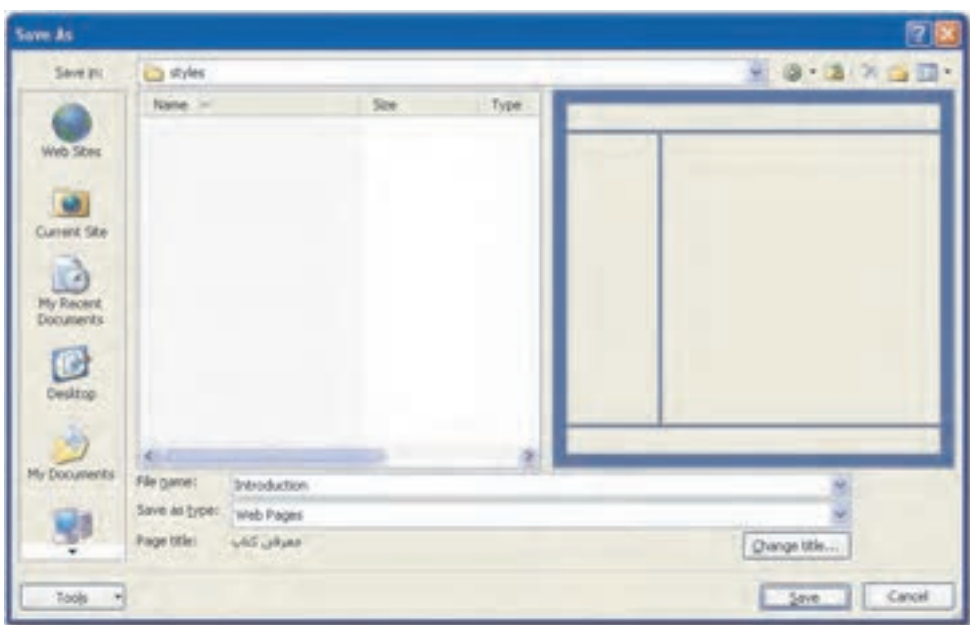 Save As
Save in:
styles
Name
Size
Type
Web Sites
Current Site
My Recent
Documents
Desktop
My Documents
File name:
Introduction
Save as type:
Web Pages
Page title:
معرفی کتاب
Change title...
Tools
Save
Cancel